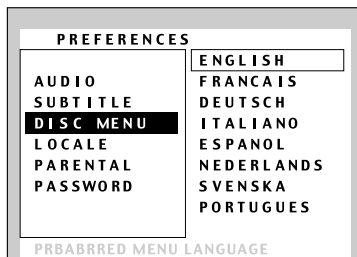 PREFERENCES
AUDIO
SUBTITLE
DISC MENU
LOCALE
PARENTAL
PASSWORD
ENGLISH
FRANCAIS
DEUTSCH
ITALIANO
ESPANOL
NEDERLANDS
SVENSKA
PORTUGUES
PRBABRRED MENU LANGUAGE